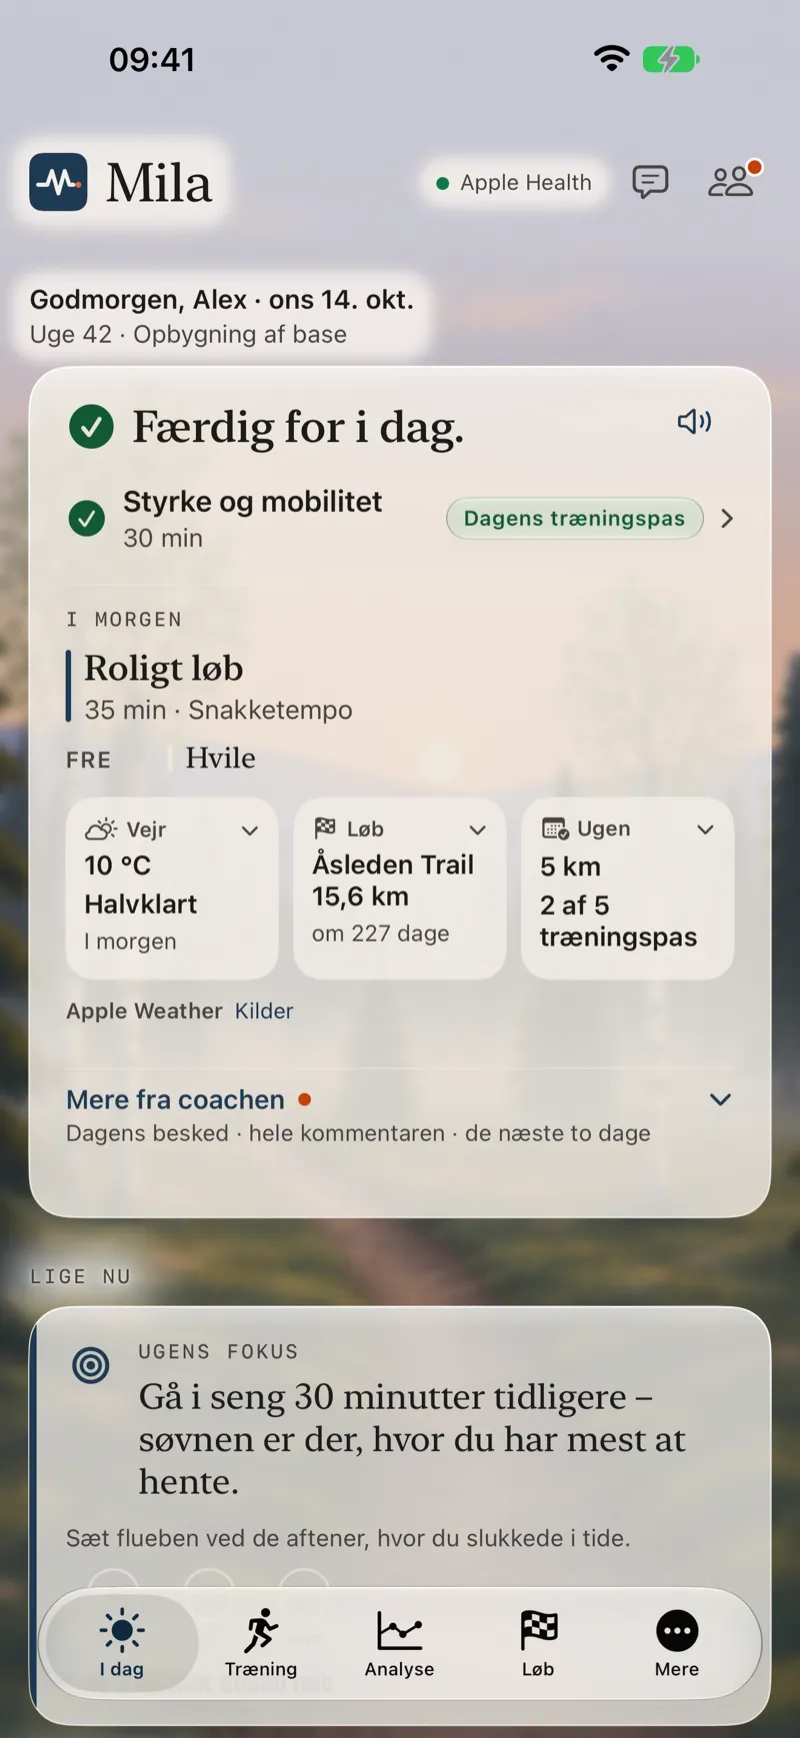 09:41
Mila
Apple Health
Godmorgen, Alex · ons 14. okt.
Uge 42 · Opbygning af base
Færdig for i dag.
Styrke og mobilitet
30 min
Dagens træningspas
I MORGEN
Roligt løb
35 min · Snakketempo
FRE Hvile
Vejr
10 °C
Halvklart
I morgen
Løb
Åsleden Trail
15,6 km
om 227 dage
Ugen
5 km
2 af 5
træningspas
Apple Weather Kilder
Mere fra coachen
Dagens besked · hele kommentaren · de næste to dage
LIGE NU
UGENS FOKUS
Gå i seng 30 minutter tidligere –
søvnen er der, hvor du har mest at
hente.
Sæt flueben ved de aftener, hvor du slukkede i tide.
I dag
Træning
Analyse
Løb
Mere